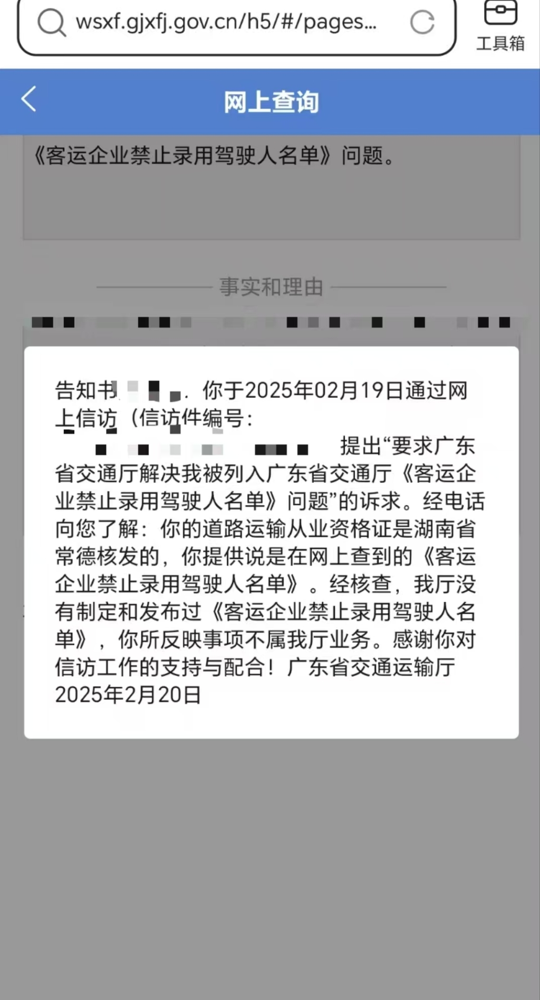 wsxf.gjxfj.gov.cn/h5/#/pages...
工具箱
网上查询
《客运企业禁止录用驾驶人名单》问题。
事实和理由
告知书 . 你于2025年02月19日通过网
上信访（信访件编号：
提出“要求广东
省交通厅解决我被列入广东省交通厅《客运企
业禁止录用驾驶人名单》问题”的诉求。经电话
向您了解：你的道路运输从业资格证是湖南省
常德核发的，你提供说是在网上查到的《客运
企业禁止录用驾驶人名单》。经核查，我厅没
有制定和发布过《客运企业禁止录用驾驶人名
单》，你所反映事项不属我厅业务。感谢你对
信访工作的支持与配合！广东省交通运输厅
2025年2月20日